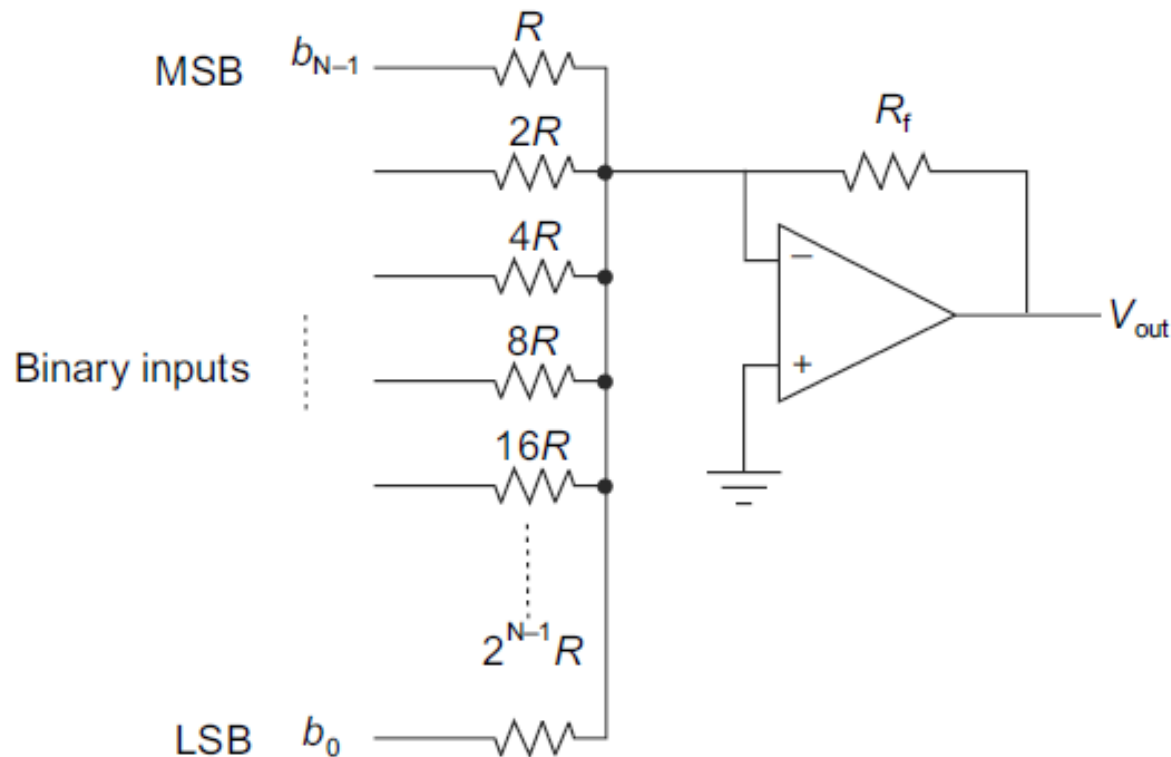 MSB b_{N–1} R
2R
4R
Binary inputs 8R
16R
2^{N–1}R
LSB b_0
R_f
–
+
V_out